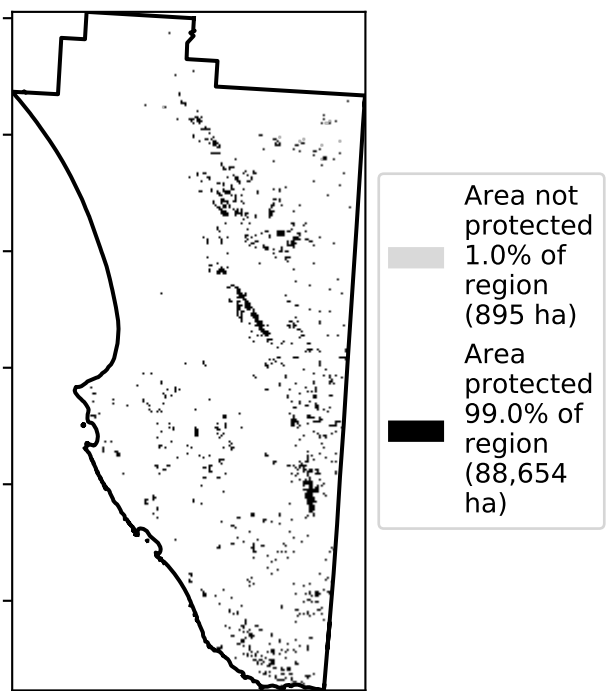 Area not
protected
1.0% of
region
(895 ha)
Area
protected
99.0% of
region
(88,654
ha)